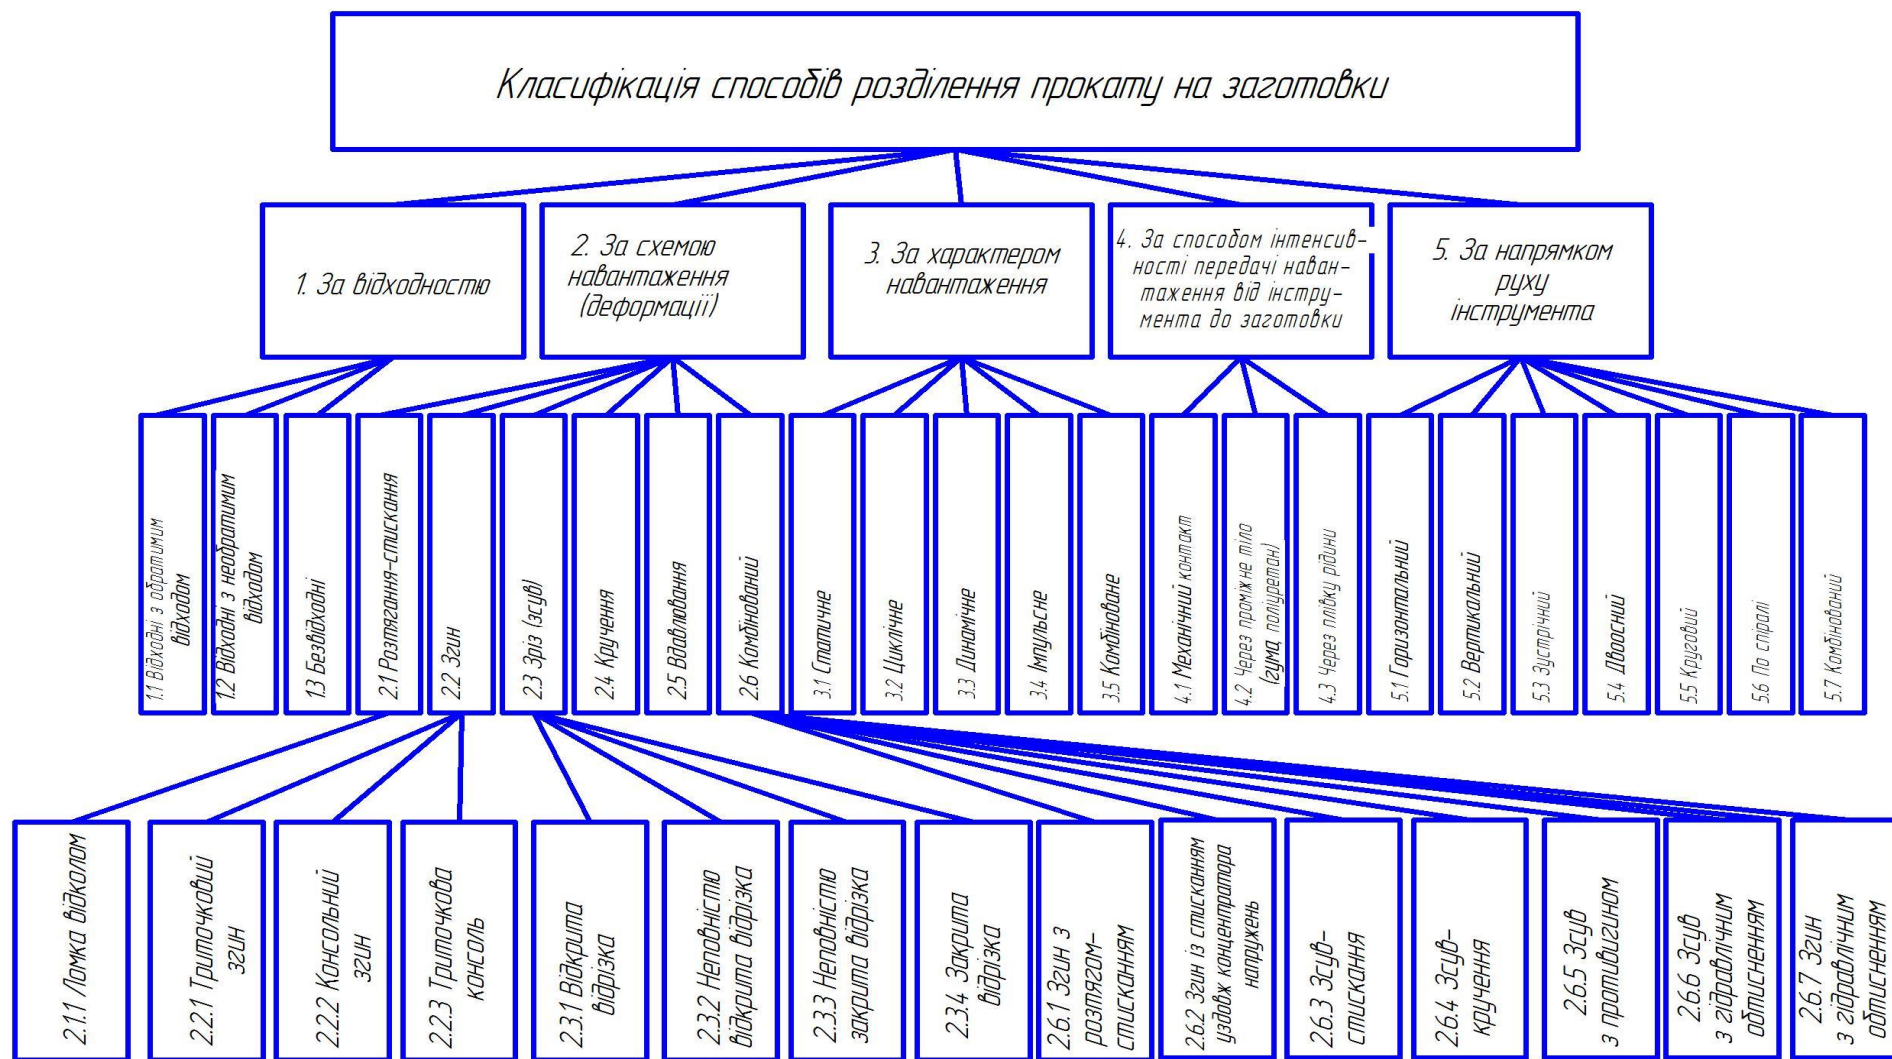 Класифікація способів розділення прокату на заготовки
1. За відходностю
2. За схемою
навантаження
(деформації)
3. За характером
навантаження
4. За способом інтенсив-
ності передачі наван-
таження від інстру-
мента до заготовки
5. За напрямком
руху
інструмента
1.1 Відходні з обратимим
відходом
1.2 Відходні з необратимим
відходом
1.3 Безвідходні
2.1 Розтягання-стискання
2.2 Згин
2.3 Зріз (зсув)
2.4 Кручення
2.5 Вдавлювання
2.6 Комбінований
3.1 Статичне
3.2 Циклічне
3.3 Динамічне
3.4 Імпульсне
3.5 Комбіноване
4.1 Механічний контакт
4.2 Через проміжне тіло
(гума, поліуретан)
4.3 Через плівку рідини
5.1 Горизонтальний
5.2 Вертикальний
5.3 Зустрічний
5.4 Двоосний
5.5 Круговий
5.6 По спіралі
5.7 Комбінований
2.1.1 Ломка відколом
2.2.1 Триточковий
згин
2.2.2 Консольний
згин
2.2.3 Триточкова
консоль
2.3.1 Відкрита
відрізка
2.3.2 Неповністю
відкрита відрізка
2.3.3 Неповністю
закрита відрізка
2.3.4 Закрита
відрізка
2.6.1 Згин з
розтягом-
стисканням
2.6.2 Згин із стисканням
уздовж концентратора
напружень
2.6.3 Зсув-
стискання
2.6.4 Зсув-
кручення
2.6.5 Зсув
з противигином
2.6.6 Зсув
з гідравлічним
обтисненням
2.6.7 Згин
з гідравлічним
обтисненням